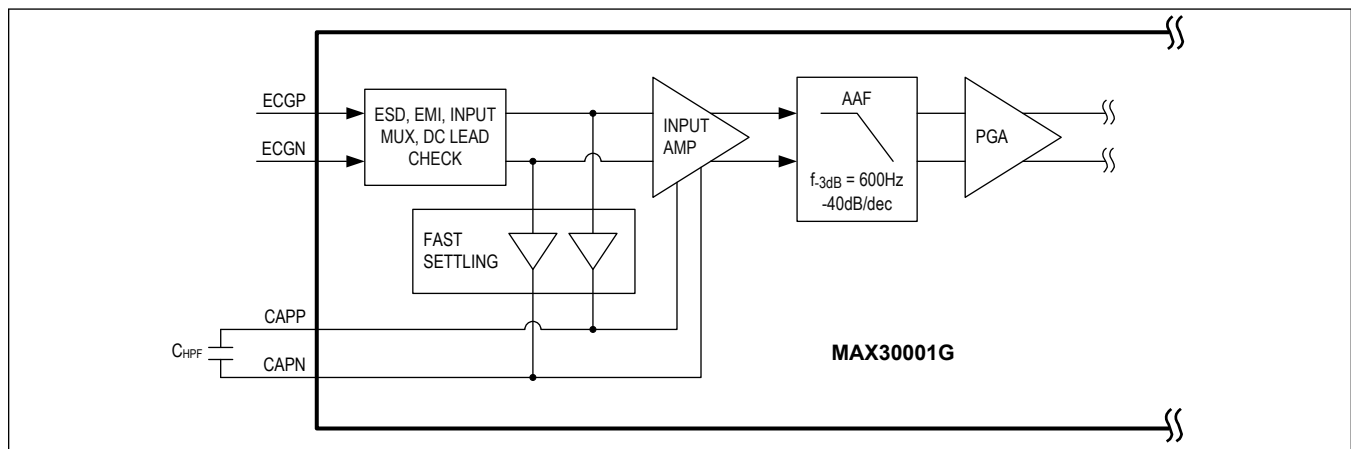 ECGP
ECGN
ESD, EMI, INPUT
MUX, DC LEAD
CHECK
INPUT
AMP
AAF
f-3dB = 600Hz
-40dB/dec
PGA
FAST
SETTLING
CAPP
CHPF
CAPN
MAX30001G